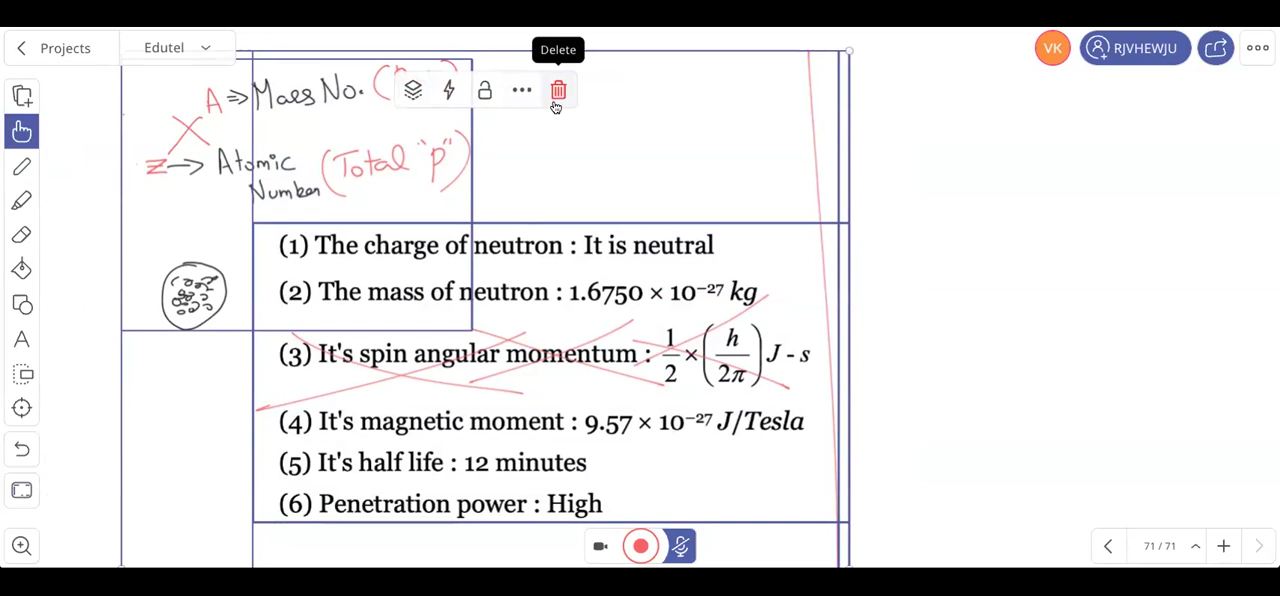 Projects
Edutel
Delete
VK
RJVHEWJU
A ⇒ Mass No.
Z → Atomic Number (Total "p")
(1) The charge of neutron : It is neutral
(2) The mass of neutron : 1.6750 × 10⁻²⁷ kg
(3) It's spin angular momentum : 1/2 × (h/2π) J - s
(4) It's magnetic moment : 9.57 × 10⁻²⁷ J/Tesla
(5) It's half life : 12 minutes
(6) Penetration power : High
71 / 71